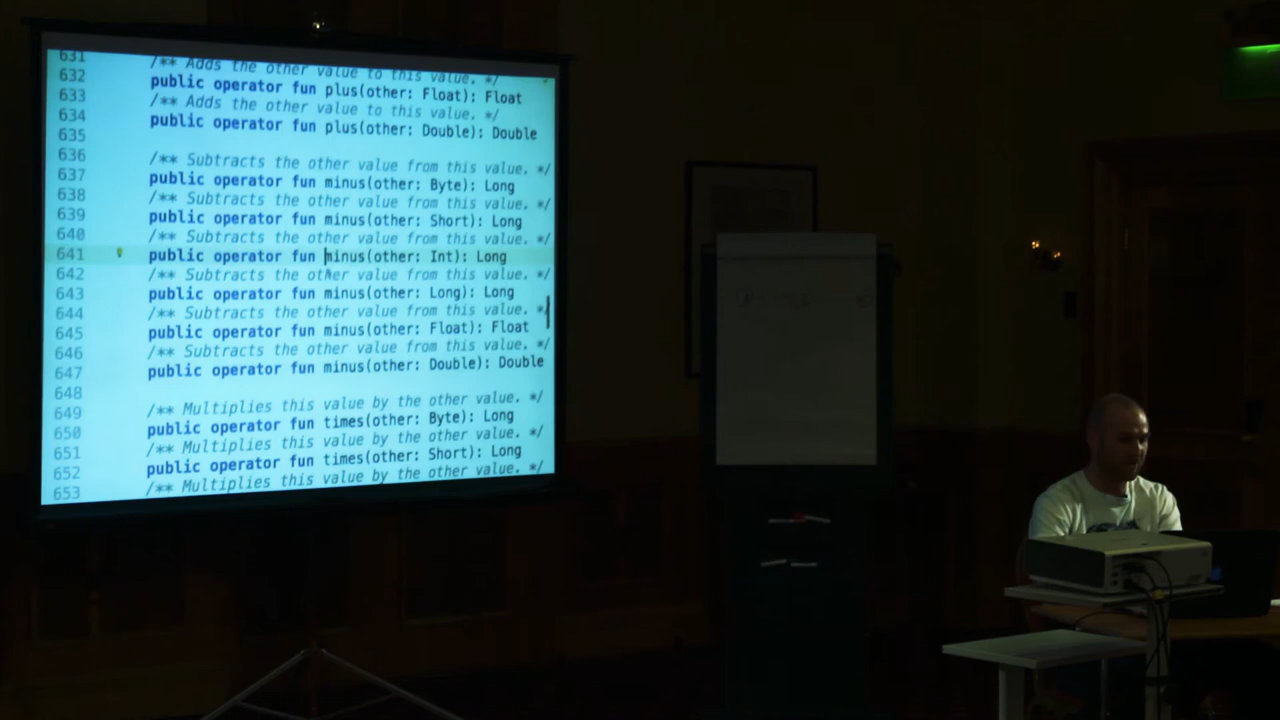 631
632 /** Adds the other value to this value. */
633 public operator fun plus(other: Float): Float
634 /** Adds the other value to this value. */
635 public operator fun plus(other: Double): Double
636
637 /** Subtracts the other value from this value. */
638 public operator fun minus(other: Byte): Long
639 /** Subtracts the other value from this value. */
640 public operator fun minus(other: Short): Long
/** Subtracts the other value from this value. */
641 public operator fun minus(other: Int): Long
642 /** Subtracts the other value from this value. */
643 public operator fun minus(other: Long): Long
644 /** Subtracts the other value from this value. */
645 public operator fun minus(other: Float): Float
646 /** Subtracts the other value from this value. */
647 public operator fun minus(other: Double): Double
648
649 /** Multiplies this value by the other value. */
650 public operator fun times(other: Byte): Long
651 /** Multiplies this value by the other value. */
652 public operator fun times(other: Short): Long
653 /** Multiplies this value by the other value. */